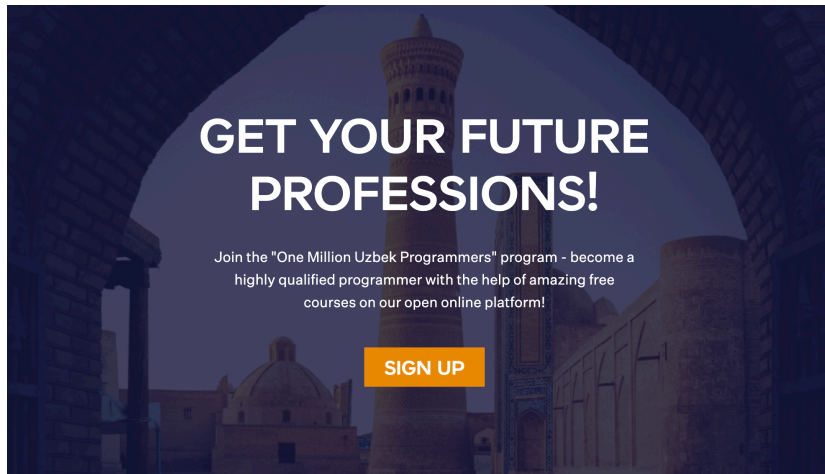 GET YOUR FUTURE
PROFESSIONS!
Join the "One Million Uzbek Programmers" program - become a
highly qualified programmer with the help of amazing free
courses on our open online platform!
SIGN UP